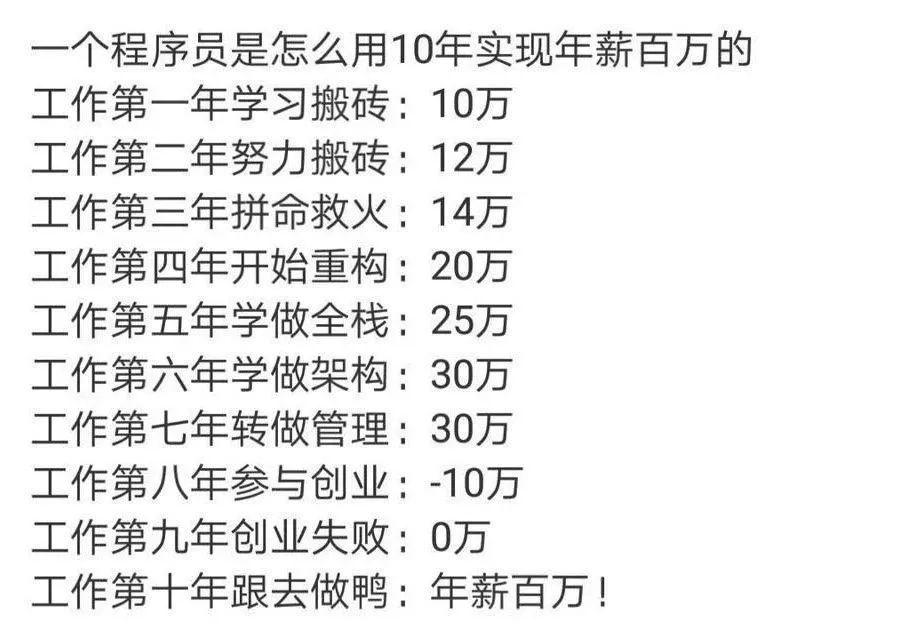 一个程序员是怎么用10年实现年薪百万的
工作第一年学习搬砖：10万
工作第二年努力搬砖：12万
工作第三年拼命救火：14万
工作第四年开始重构：20万
工作第五年学做全栈：25万
工作第六年学做架构：30万
工作第七年转做管理：30万
工作第八年参与创业：-10万
工作第九年创业失败：0万
工作第十年跟去做鸭：年薪百万！